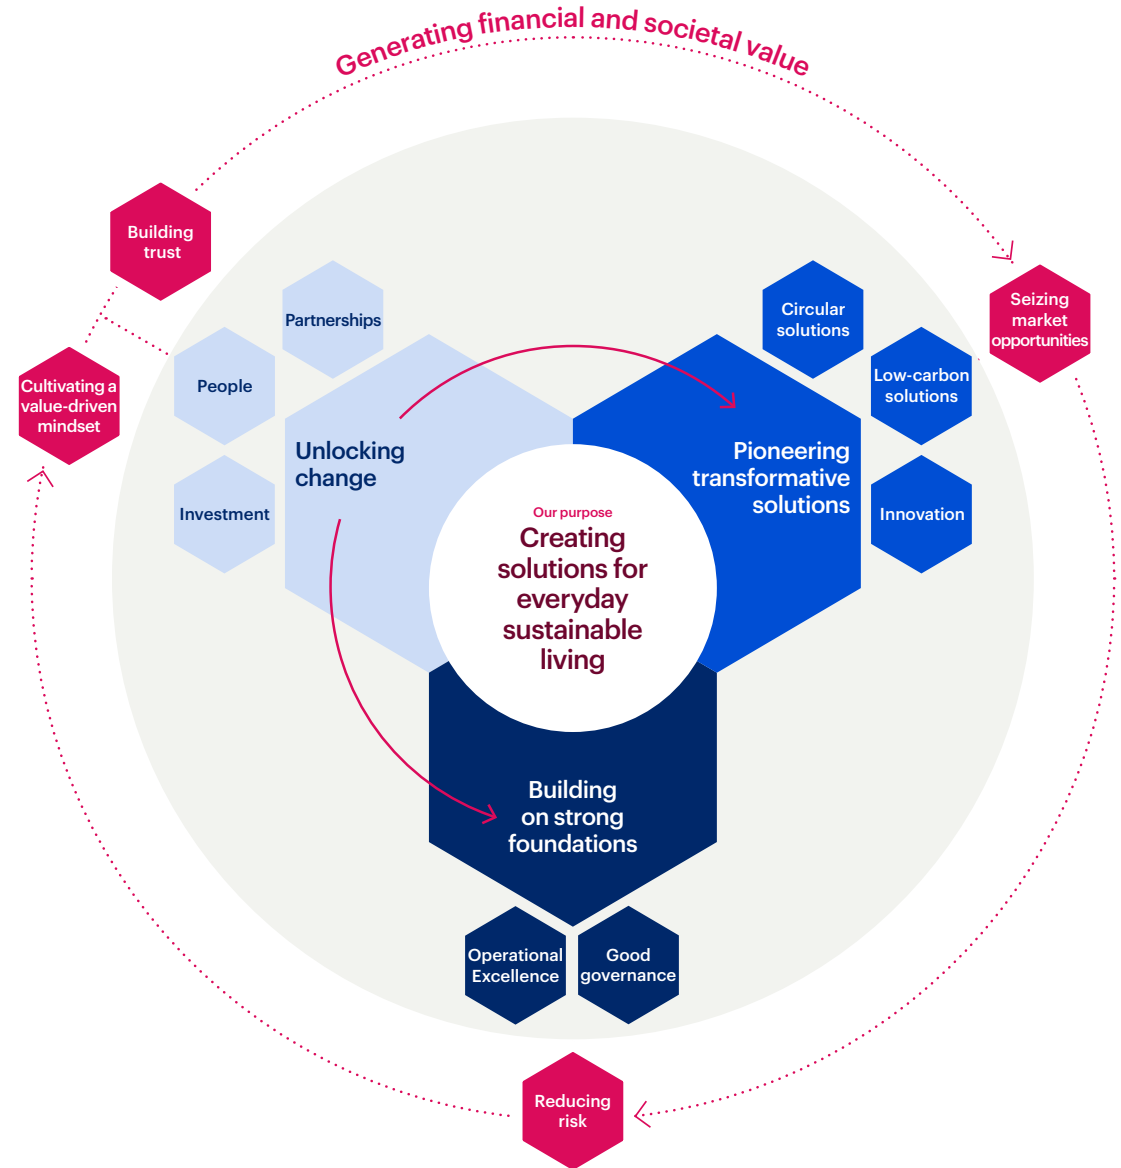 Generating financial and societal value
Building
trust
Cultivating a
value-driven
mindset
Seizing
market
opportunities
Partnerships
People
Investment
Unlocking
change
Circular
solutions
Low-carbon
solutions
Innovation
Pioneering
transformative
solutions
Our purpose
Creating
solutions for
everyday
sustainable
living
Building
on strong
foundations
Operational
Excellence
Good
governance
Reducing
risk